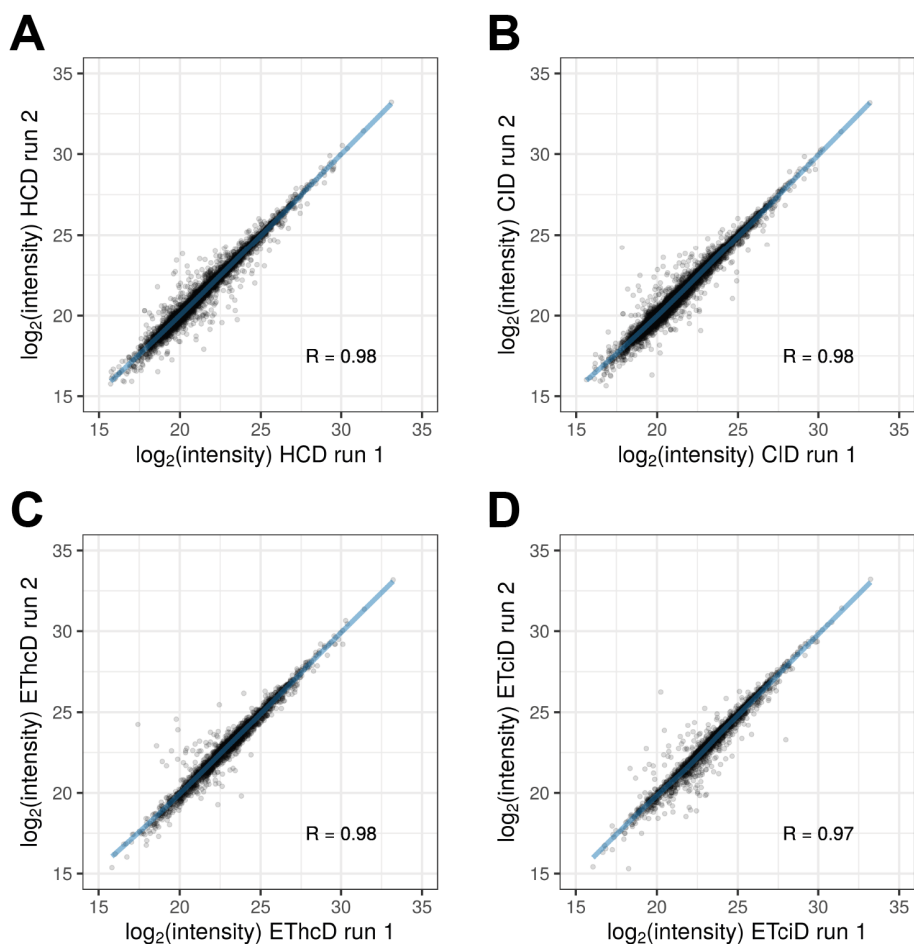 A
B
35
30
25
20
15
log₂(intensity) HCD run 2
R = 0.98
15 20 25 30 35
log₂(intensity) HCD run 1
35
30
25
20
15
log₂(intensity) CID run 2
R = 0.98
15 20 25 30 35
log₂(intensity) CID run 1
C
D
35
30
25
20
15
log₂(intensity) EThcD run 2
R = 0.98
15 20 25 30 35
log₂(intensity) EThcD run 1
35
30
25
20
15
log₂(intensity) ETciD run 2
R = 0.97
15 20 25 30 35
log₂(intensity) ETciD run 1